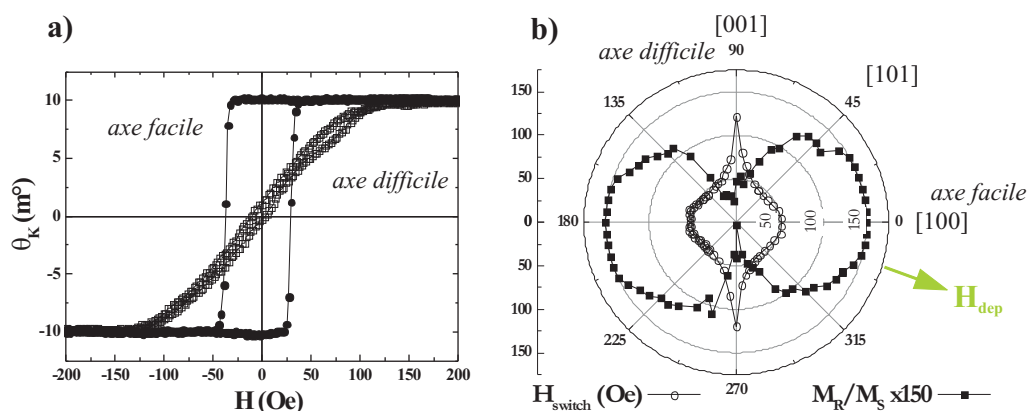 a)
10
5
0
-5
-10
θK (m°)
axe facile
axe difficile
-200 -150 -100 -50 0 50 100 150 200
H (Oe)
b)
[001]
axe difficile
90
[101]
135
45
150
100
50
0
50
100
150
180
50
100
150
axe facile
0
[100]
Hdep
225
315
270
Hswitch (Oe)
MR/MS x150